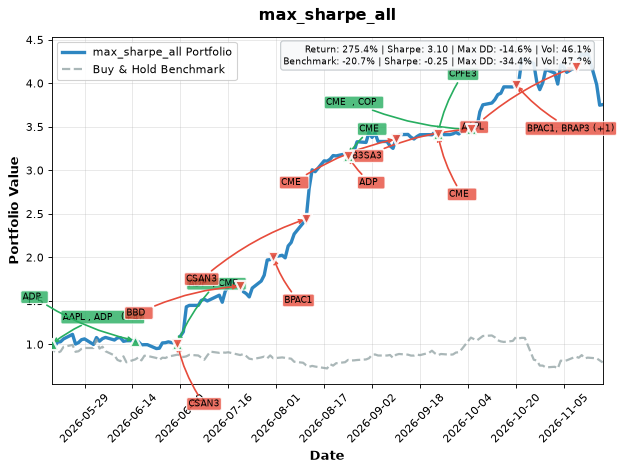 max_sharpe_all
max_sharpe_all Portfolio
Buy & Hold Benchmark
Return: 275.4% | Sharpe: 3.10 | Max DD: -14.6% | Vol: 46.1%
Benchmark: -20.7% | Sharpe: -0.25 | Max DD: -34.4% | Vol:
CPFE3
CME , COP
CME
B3SA3
BPAC1, BRAP3 (+1)
CME
ADP
CME
CSAN3
CME
BPAC1
BBD
ADP
AAPL , ADP
CSAN3
4.5
4.0
3.5
3.0
2.5
2.0
1.5
1.0
Portfolio Value
2026-05-29
2026-06-14
2026-07-16
2026-08-01
2026-08-17
2026-09-02
2026-09-18
2026-10-04
2026-10-20
2026-11-05
Date